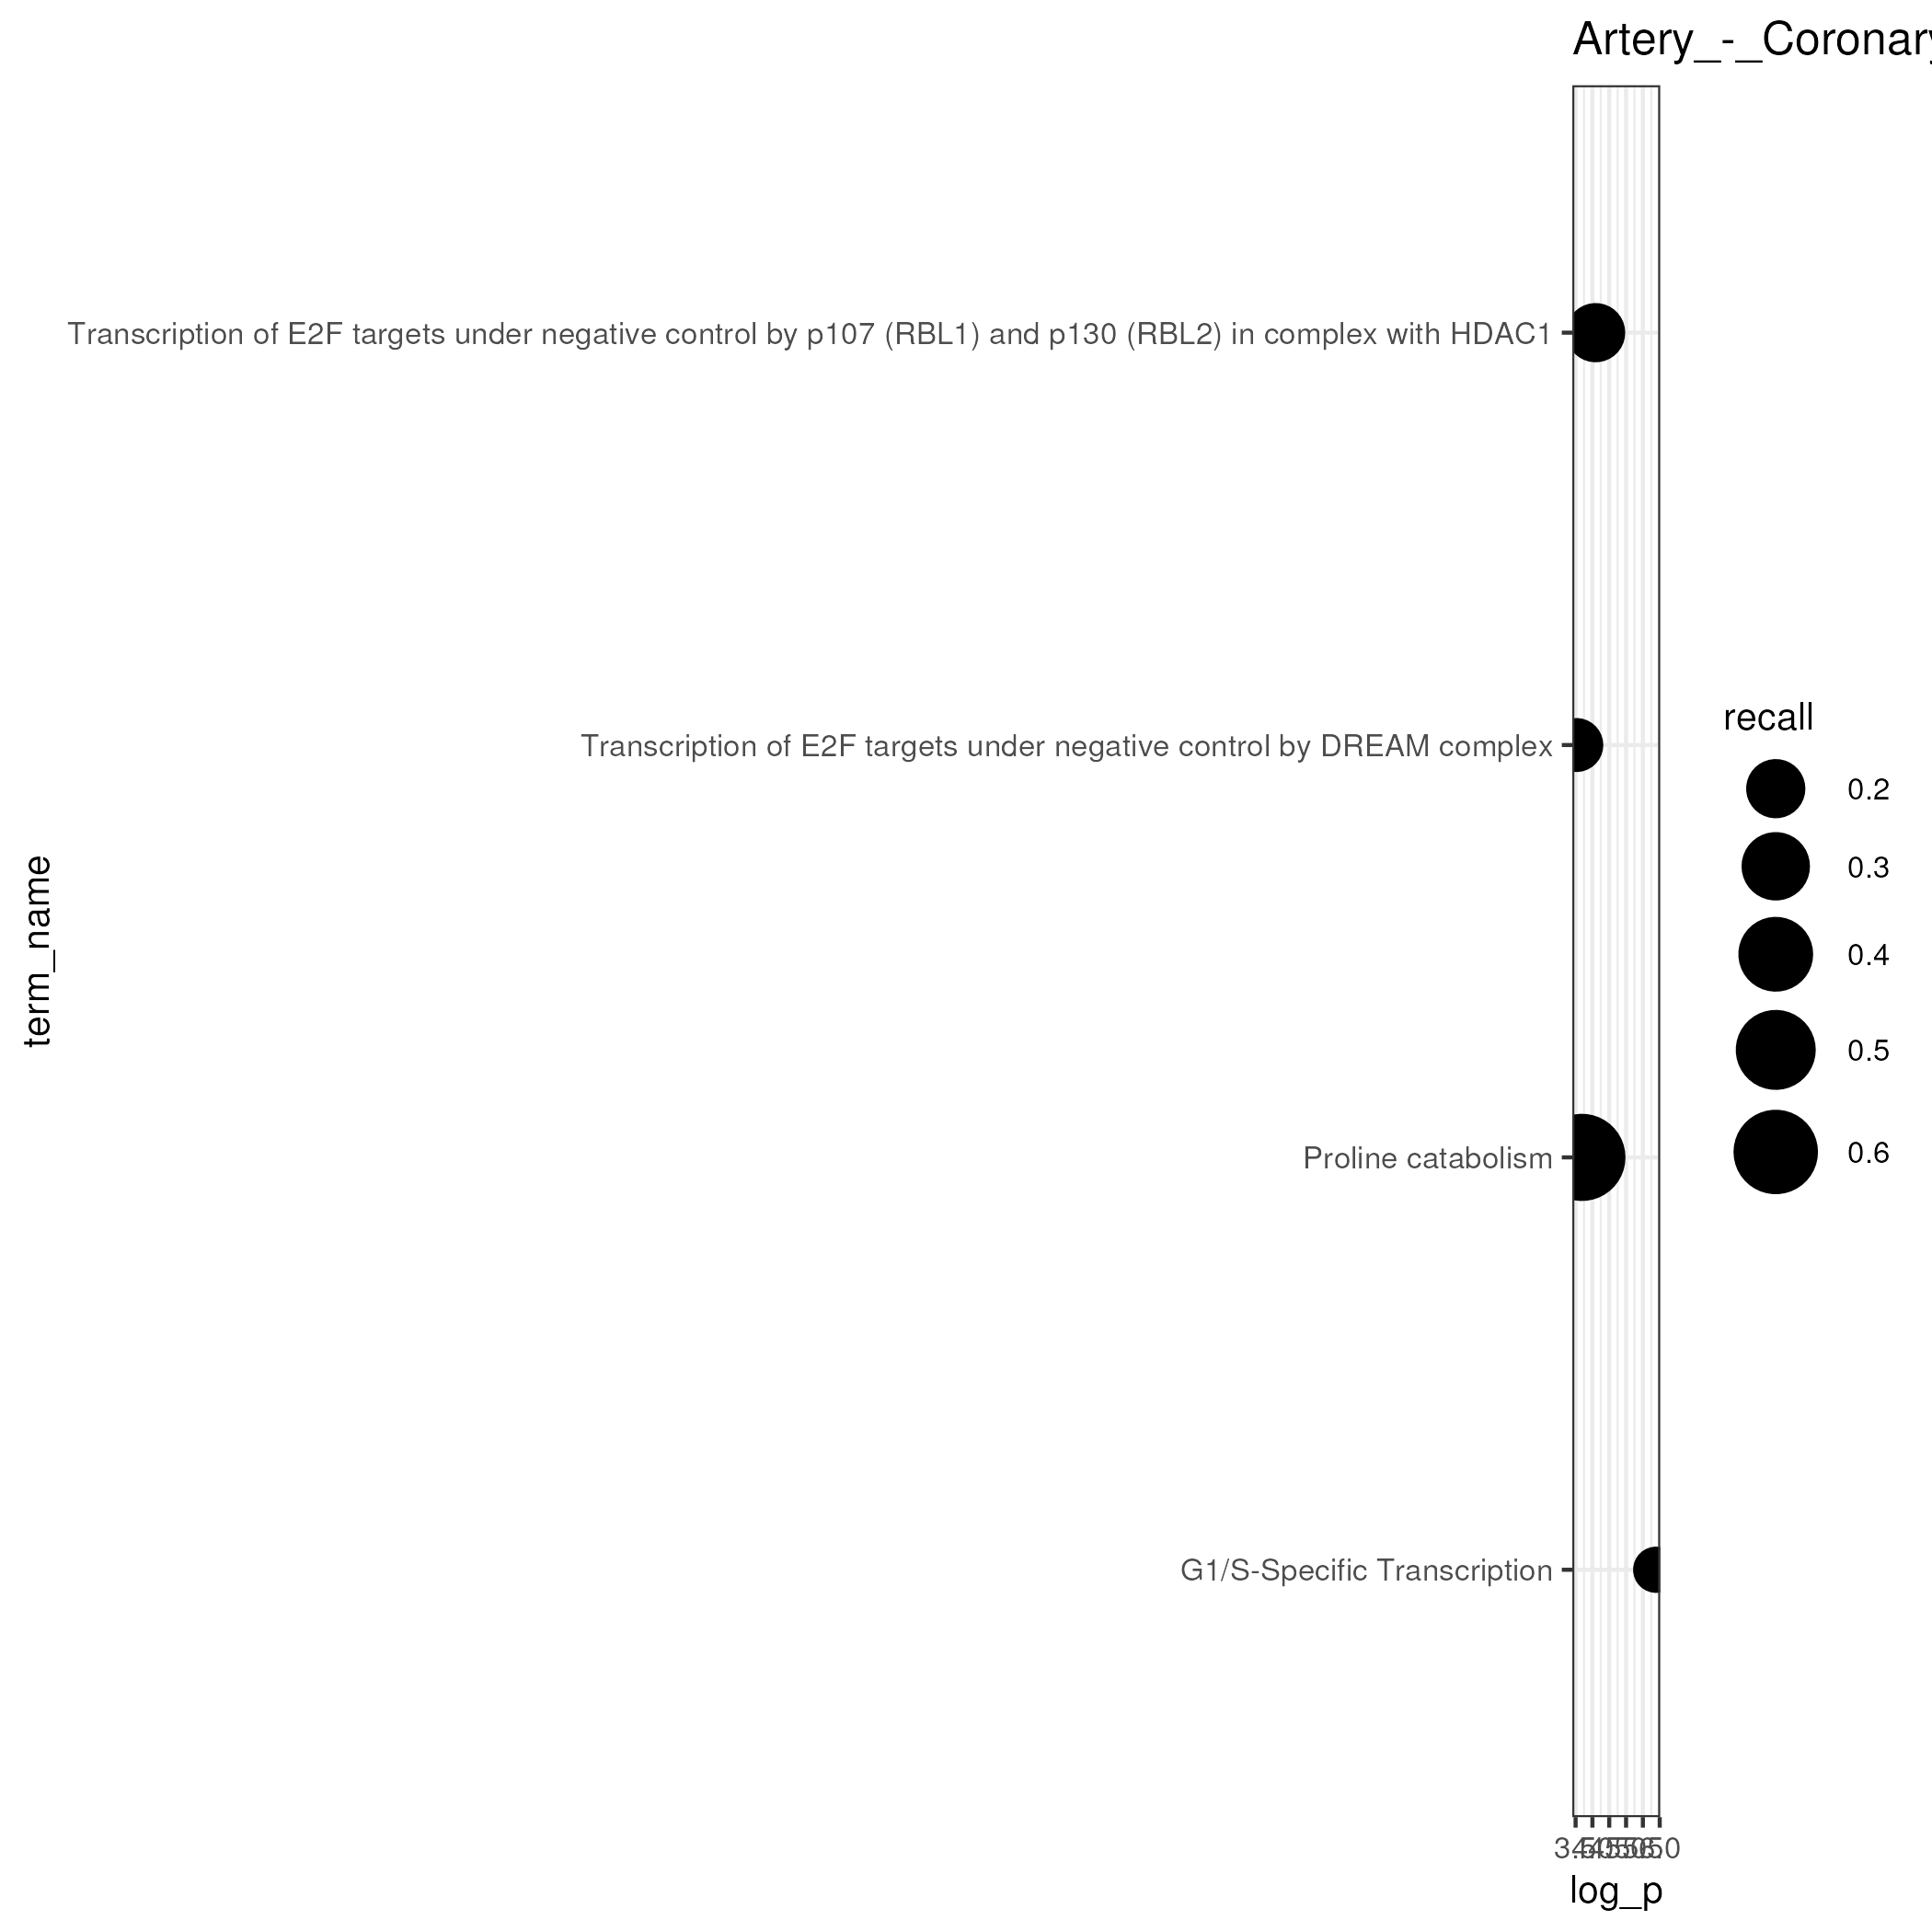 Artery_-_Coronary
Transcription of E2F targets under negative control by p107 (RBL1) and p130 (RBL2) in complex with HDAC1
Transcription of E2F targets under negative control by DREAM complex
Proline catabolism
G1/S-Specific Transcription
term_name
log_p
recall
0.2
0.3
0.4
0.5
0.6